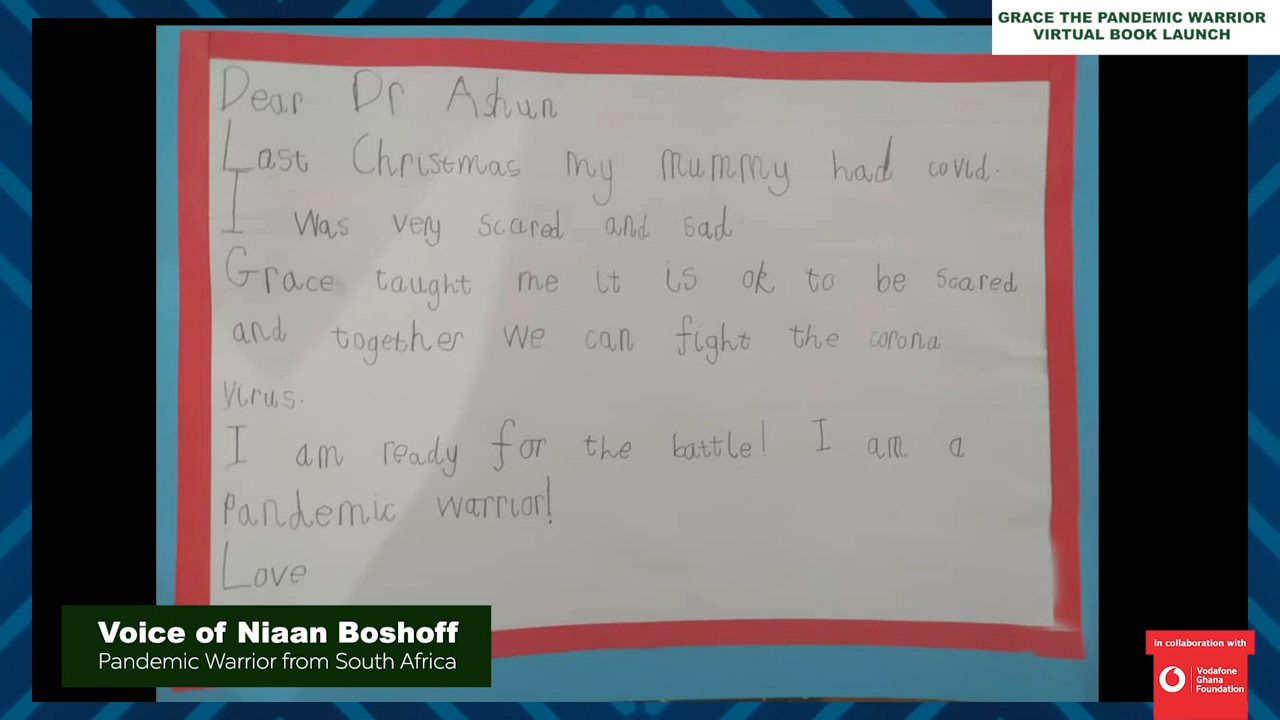 GRACE THE PANDEMIC WARRIOR
VIRTUAL BOOK LAUNCH
Dear Dr Ashun
Last Christmas my mummy had covid.
I Was very scared and sad.
Grace taught me it is ok to be scared
and together we can fight the corona
virus.
I am ready for the battle! I am a
Pandemic warrior!
Love
Voice of Niaan Boshoff
Pandemic Warrior from South Africa
in collaboration with
Vodafone
Ghana
Foundation